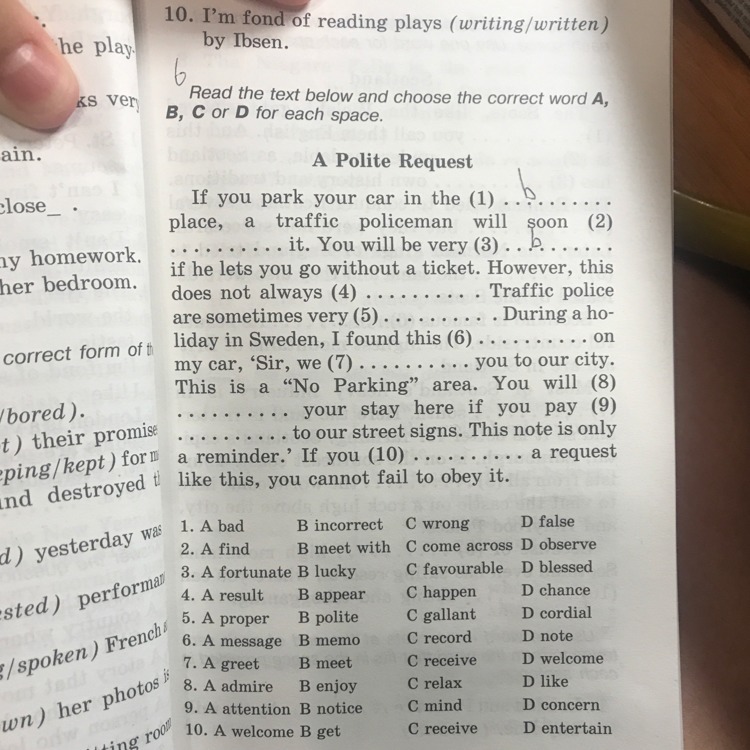 10. I'm fond of reading plays (writing/written)
by Ibsen.
6
Read the text below and choose the correct word A,
B, C or D for each space.
A Polite Request
If you park your car in the (1) ..b........
place, a traffic policeman will soon (2)
.......... it. You will be very (3) ..b.......
if he lets you go without a ticket. However, this
does not always (4) .......... . Traffic police
are sometimes very (5) .......... . During a ho-
liday in Sweden, I found this (6) .......... on
my car, 'Sir, we (7) .......... you to our city.
This is a “No Parking” area. You will (8)
.......... your stay here if you pay (9)
.......... to our street signs. This note is only
a reminder.' If you (10) .......... a request
like this, you cannot fail to obey it.
1. A bad B incorrect C wrong D false
2. A find B meet with C come across D observe
3. A fortunate B lucky C favourable D blessed
4. A result B appear C happen D chance
5. A proper B polite C gallant D cordial
6. A message B memo C record D note
7. A greet B meet C receive D welcome
8. A admire B enjoy C relax D like
9. A attention B notice C mind D concern
10. A welcome B get C receive D entertain
he play.
ain.
close_ .
my homework.
her bedroom.
correct form of
/bored).
t) their promise
ping/kept) for
nd destroyed
d) yesterday was
sted) performan
g/spoken) French
wn) her photos
tting room